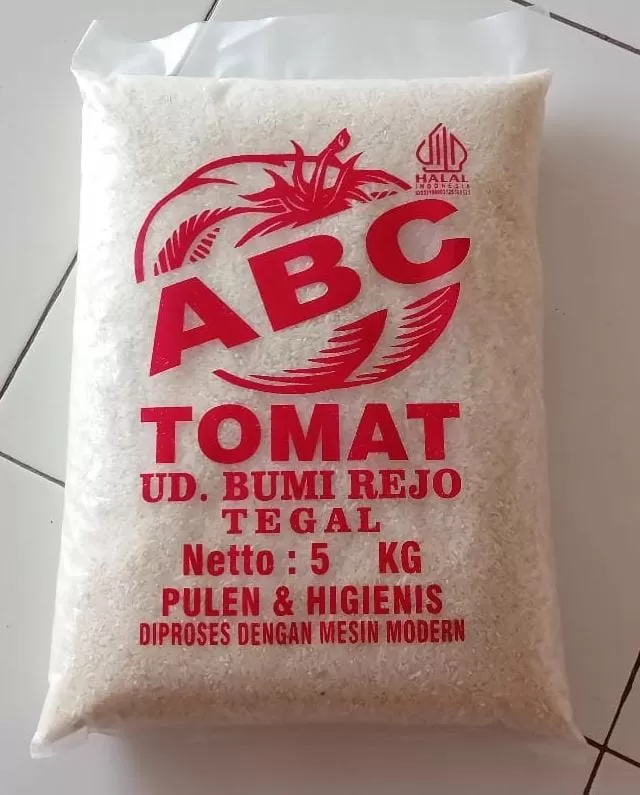 HALAL
INDONESIA
ABC
TOMAT
UD. BUMI REJO
TEGAL
Netto : 5 KG
PULEN & HIGIENIS
DIPROSES DENGAN MESIN MODERN